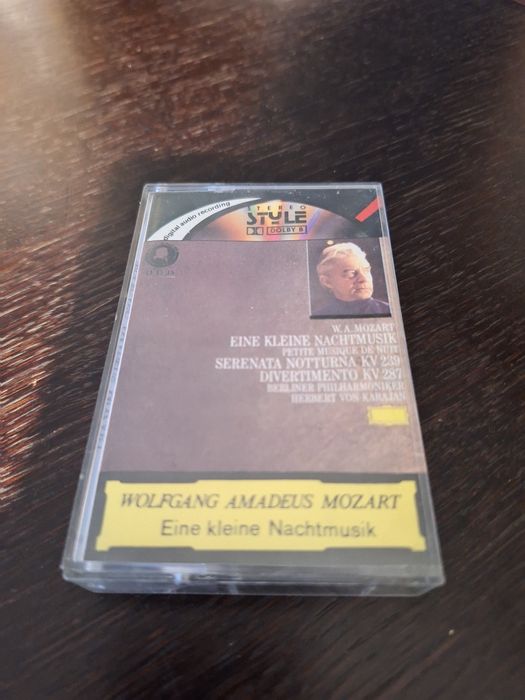 digital audio recording
STEREO
STYLE
DOLBY B
W.A. MOZART
EINE KLEINE NACHTMUSIK
PETITE MUSIQUE DE NUIT
SERENATA NOTTURNA KV 239
DIVERTIMENTO KV 287
BERLINER PHILHARMONIKER
HERBERT VON KARAJAN
WOLFGANG AMADEUS MOZART
Eine kleine Nachtmusik